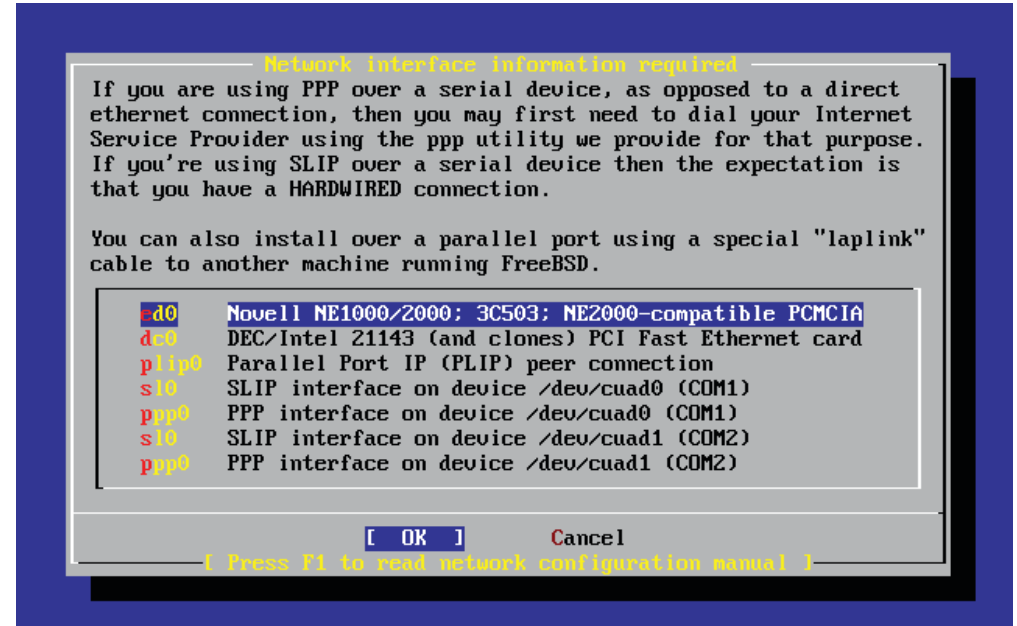 Network interface information required
If you are using PPP over a serial device, as opposed to a direct
ethernet connection, then you may first need to dial your Internet
Service Provider using the ppp utility we provide for that purpose.
If you're using SLIP over a serial device then the expectation is
that you have a HARDWIRED connection.
You can also install over a parallel port using a special "laplink"
cable to another machine running FreeBSD.
ed0 Novell NE1000/2000; 3C503; NE2000-compatible PCMCIA
dc0 DEC/Intel 21143 (and clones) PCI Fast Ethernet card
plip0 Parallel Port IP (PLIP) peer connection
sl0 SLIP interface on device /dev/cuad0 (COM1)
ppp0 PPP interface on device /dev/cuad0 (COM1)
sl0 SLIP interface on device /dev/cuad1 (COM2)
ppp0 PPP interface on device /dev/cuad1 (COM2)
[ OK ] Cancel
[ Press F1 to read network configuration manual ]